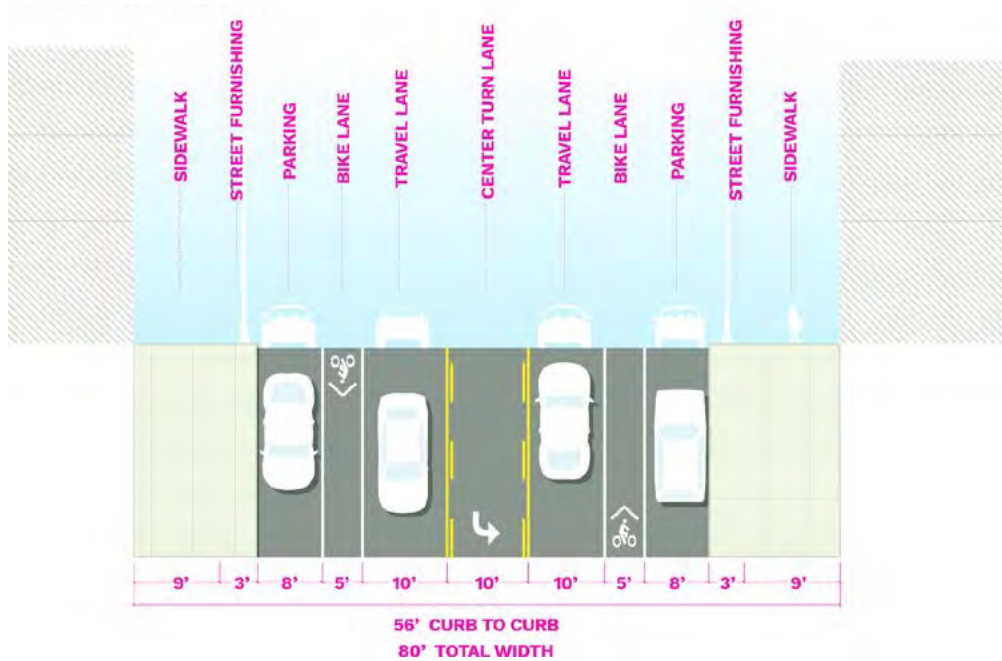 SIDEWALK
STREET FURNISHING
PARKING
BIKE LANE
TRAVEL LANE
CENTER TURN LANE
TRAVEL LANE
BIKE LANE
PARKING
STREET FURNISHING
SIDEWALK
9' 3' 8' 5' 10' 10' 10' 5' 8' 3' 9'
56' CURB TO CURB
80' TOTAL WIDTH